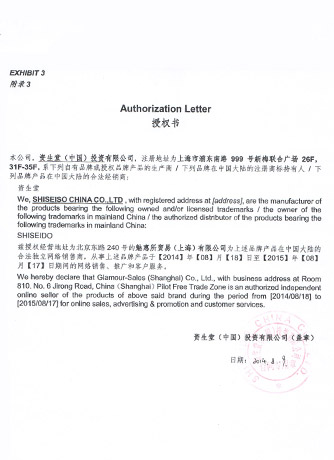 EXHIBIT 3
附录 3
Authorization Letter
授权书
本公司，资生堂（中国）投资有限公司，注册地址为上海市浦东南路 999 号新梅联合广场 26F,
31F-35F, 系下列自有品牌或授权品牌产品的生产商 / 下列品牌在中国大陆的注册商标持有人 / 下
列品牌产品在中国大陆的合法经销商:
资生堂
We, SHISEISO CHINA CO.,LTD , with registered address at [address], are the manufacturer of
the products bearing the following owned and/or licensed trademarks / the owner of the
following trademarks in mainland China / the authorized distributor of the products bearing the
following trademarks in mainland China:
SHISEIDO
兹授权经营地址为北京东路 240 号的魅惠所贸易(上海)有限公司为上述品牌产品在中国大陆的
合法独立网络销售商。从事上述品牌产品于【2014】年【08】月【18】日至【2015】年【08】
月【17】日期间的网络销售、推广和客户服务。
We hereby declare that Glamour-Sales (Shanghai) Co., Ltd., with business address at Room
810, No. 6 Jirong Road, China (Shanghai) Pilot Free Trade Zone is an authorized independent
online seller of the products of above said brand during the period from [2014/08/18] to
[2015/08/17] for online sales, advertising & promotion and customer services.
资生堂（中国）投资有限公司（盖章）
日期: 2014.8.9